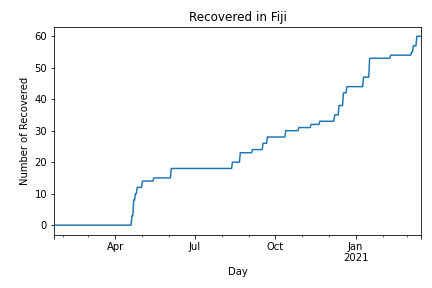 Recovered in Fiji
Number of Recovered
60
50
40
30
20
10
0
Apr
Jul
Oct
Jan
2021
Day